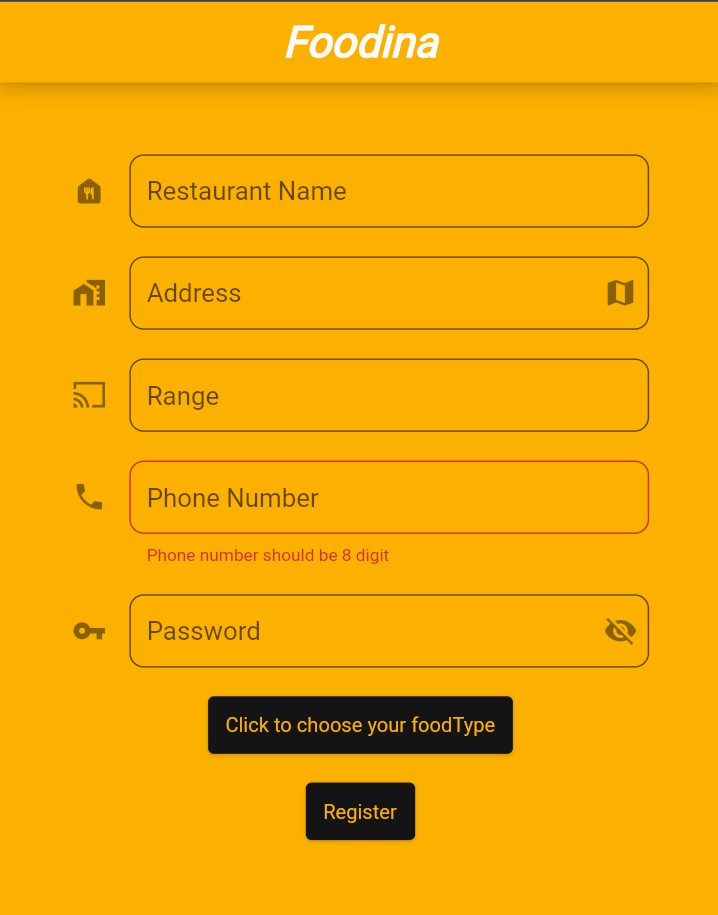 Foodina
Restaurant Name
Address
Range
Phone Number
Phone number should be 8 digit
Password
Click to choose your foodType
Register